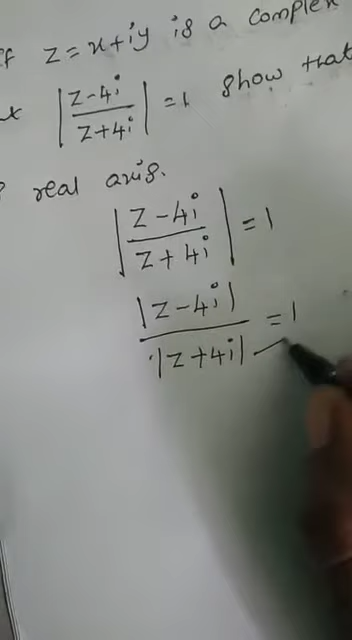 If z = x + iy is a complex
|z-4i / z+4i| = 1 show that
real axis.
|z-4i / z+4i| = 1
|z-4i| / |z+4i| = 1